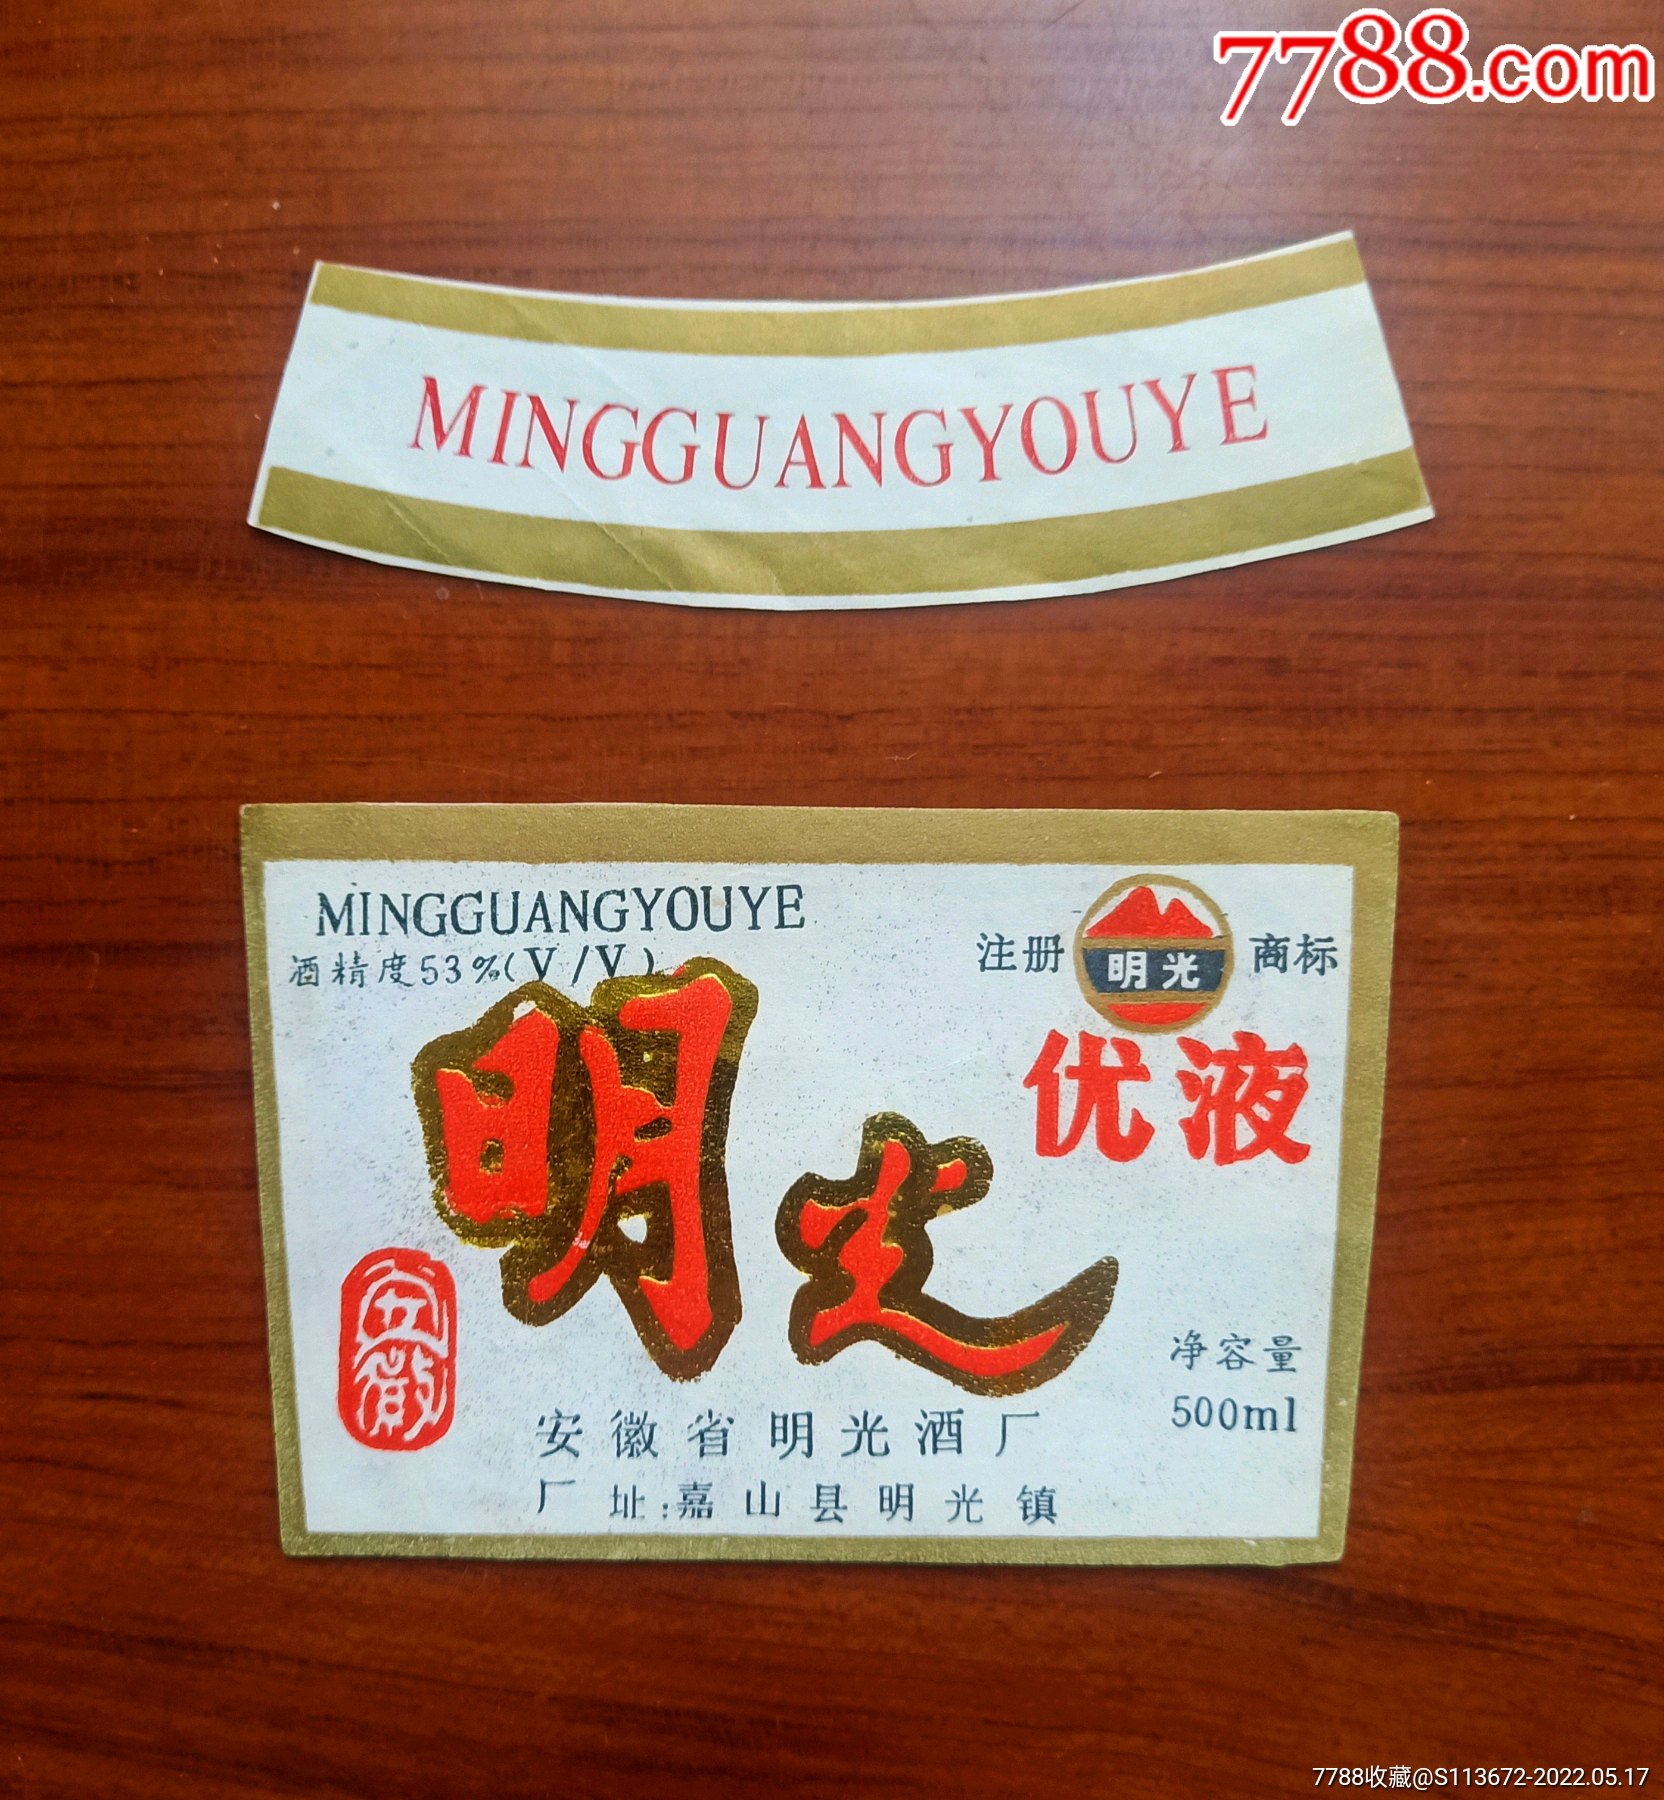 7788.com
MINGGUANGYOUYE
MINGGUANGYOUYE
酒精度53%(V/V)
注册 明光 商标
优液
明光
安徽
净容量
500ml
安徽省明光酒厂
厂址:嘉山县明光镇
7788收藏@S113672-2022.05.17